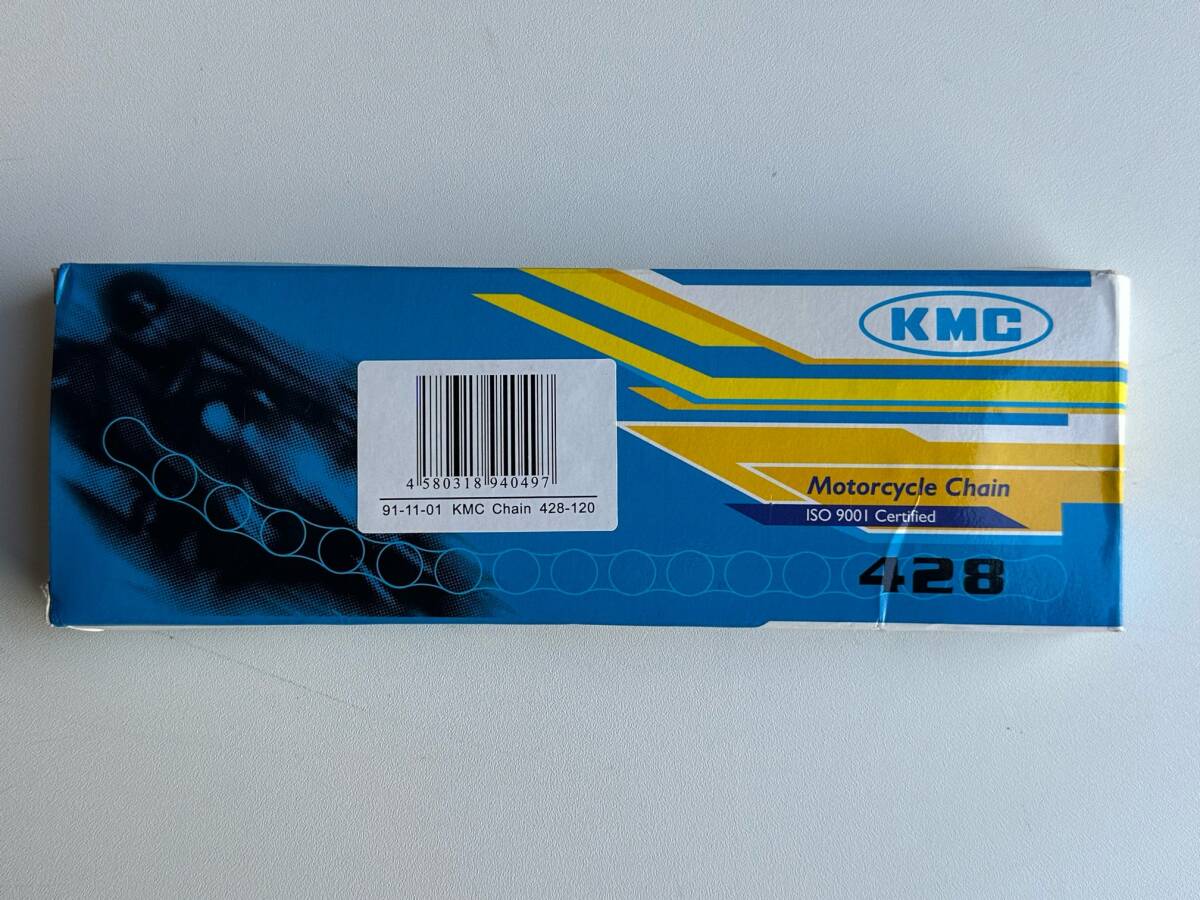 KMC
4 580318 940497
91-11-01 KMC Chain 428-120
Motorcycle Chain
ISO 9001 Certified
428